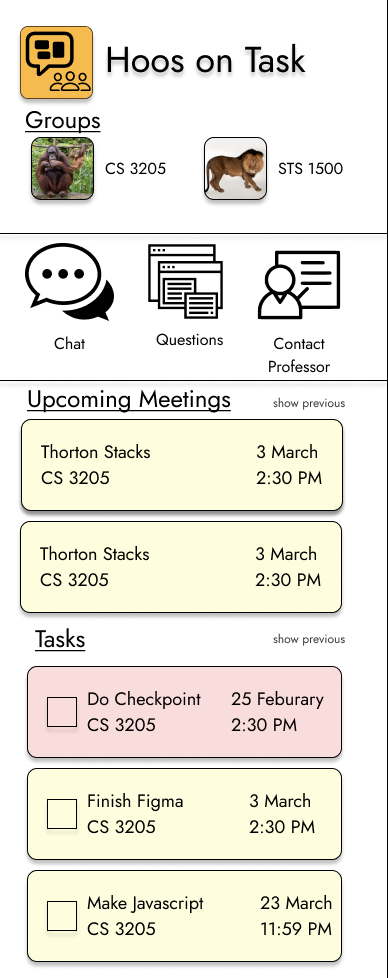 Hoos on Task
Groups
CS 3205
STS 1500
Chat
Questions
Contact
Professor
Upcoming Meetings
show previous
Thorton Stacks
3 March
CS 3205
2:30 PM
Thorton Stacks
3 March
CS 3205
2:30 PM
Tasks
show previous
Do Checkpoint
25 Feburary
CS 3205
2:30 PM
Finish Figma
3 March
CS 3205
2:30 PM
Make Javascript
23 March
CS 3205
11:59 PM